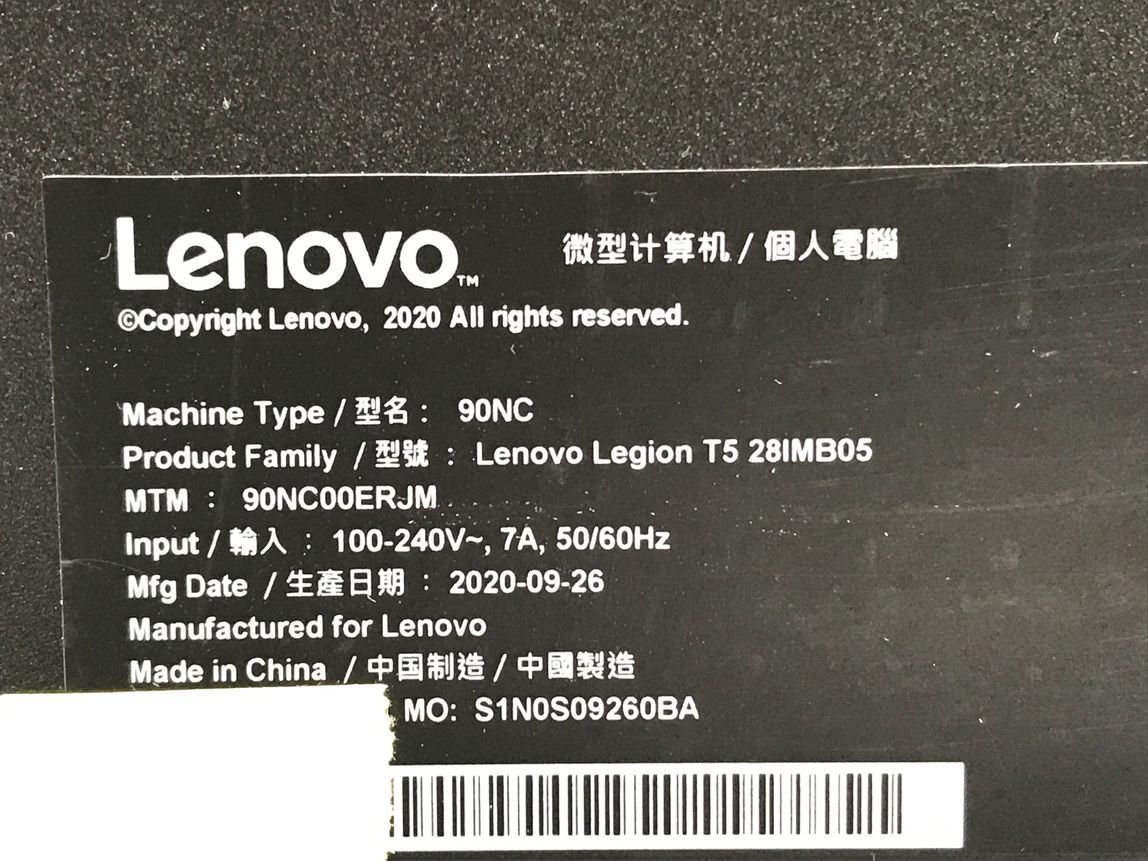 Lenovo™ 微型计算机 / 個人電腦
©Copyright Lenovo, 2020 All rights reserved.
Machine Type / 型名 : 90NC
Product Family / 型號 : Lenovo Legion T5 28IMB05
MTM : 90NC00ERJM
Input / 輸入 : 100-240V~, 7A, 50/60Hz
Mfg Date / 生產日期 : 2020-09-26
Manufactured for Lenovo
Made in China / 中国制造 / 中國製造
MO: S1N0S09260BA